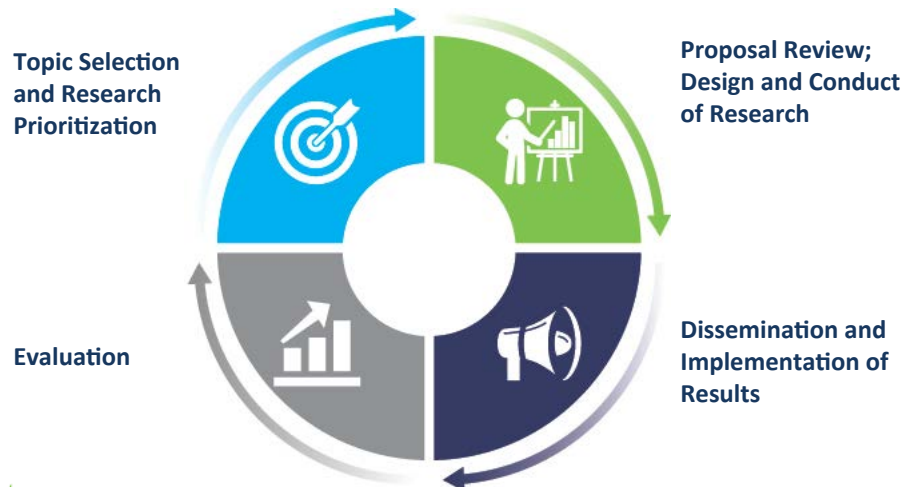 Topic Selection
and Research
Prioritization
Proposal Review;
Design and Conduct
of Research
Evaluation
Dissemination and
Implementation of
Results